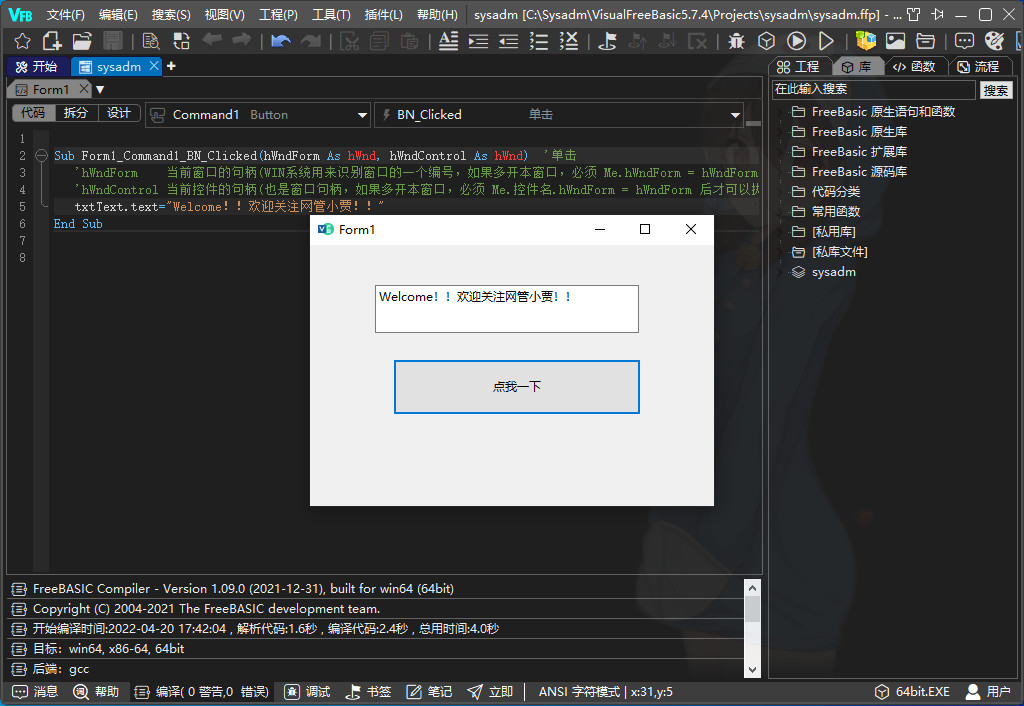 VFB 文件(F) 编辑(E) 搜索(S) 视图(V) 工程(P) 工具(T) 插件(L) 帮助(H) sysadm [C:\Sysadm\VisualFreeBasic5.7.4\Projects\sysadm\sysadm.ffp] - ...
开始 sysadm
Form1
代码 拆分 设计 Command1 Button BN_Clicked 单击
1
2 Sub Form1_Command1_BN_Clicked(hWndForm As hWnd, hWndControl As hWnd) '单击
3 'hWndForm 当前窗口的句柄(WIN系统用来识别窗口的一个编号，如果多开本窗口，必须 Me.hWndForm = hWndForm
4 'hWndControl 当前控件的句柄(也是窗口句柄，如果多开本窗口，必须 Me.控件名.hWndForm = hWndForm 后才可以
5 txtText.text="Welcome！！欢迎关注网管小贾！！"
6 End Sub
7
8
Form1
Welcome！！欢迎关注网管小贾！！
点我一下
工程 库 函数 流程
在此输入搜索 搜索
FreeBasic 原生语句和函数
FreeBasic 原生库
FreeBasic 扩展库
FreeBasic 源码库
代码分类
常用函数
[私用库]
[私库文件]
sysadm
FreeBASIC Compiler - Version 1.09.0 (2021-12-31), built for win64 (64bit)
Copyright (C) 2004-2021 The FreeBASIC development team.
开始编译时间:2022-04-20 17:42:04 , 解析代码:1.6秒 , 编译代码:2.4秒 , 总用时间:4.0秒
目标：win64, x86-64, 64bit
后端：gcc
消息 帮助 编译( 0 警告,0 错误) 调试 书签 笔记 立即 ANSI 字符模式 | x:31,y:5 64bit.EXE 用户